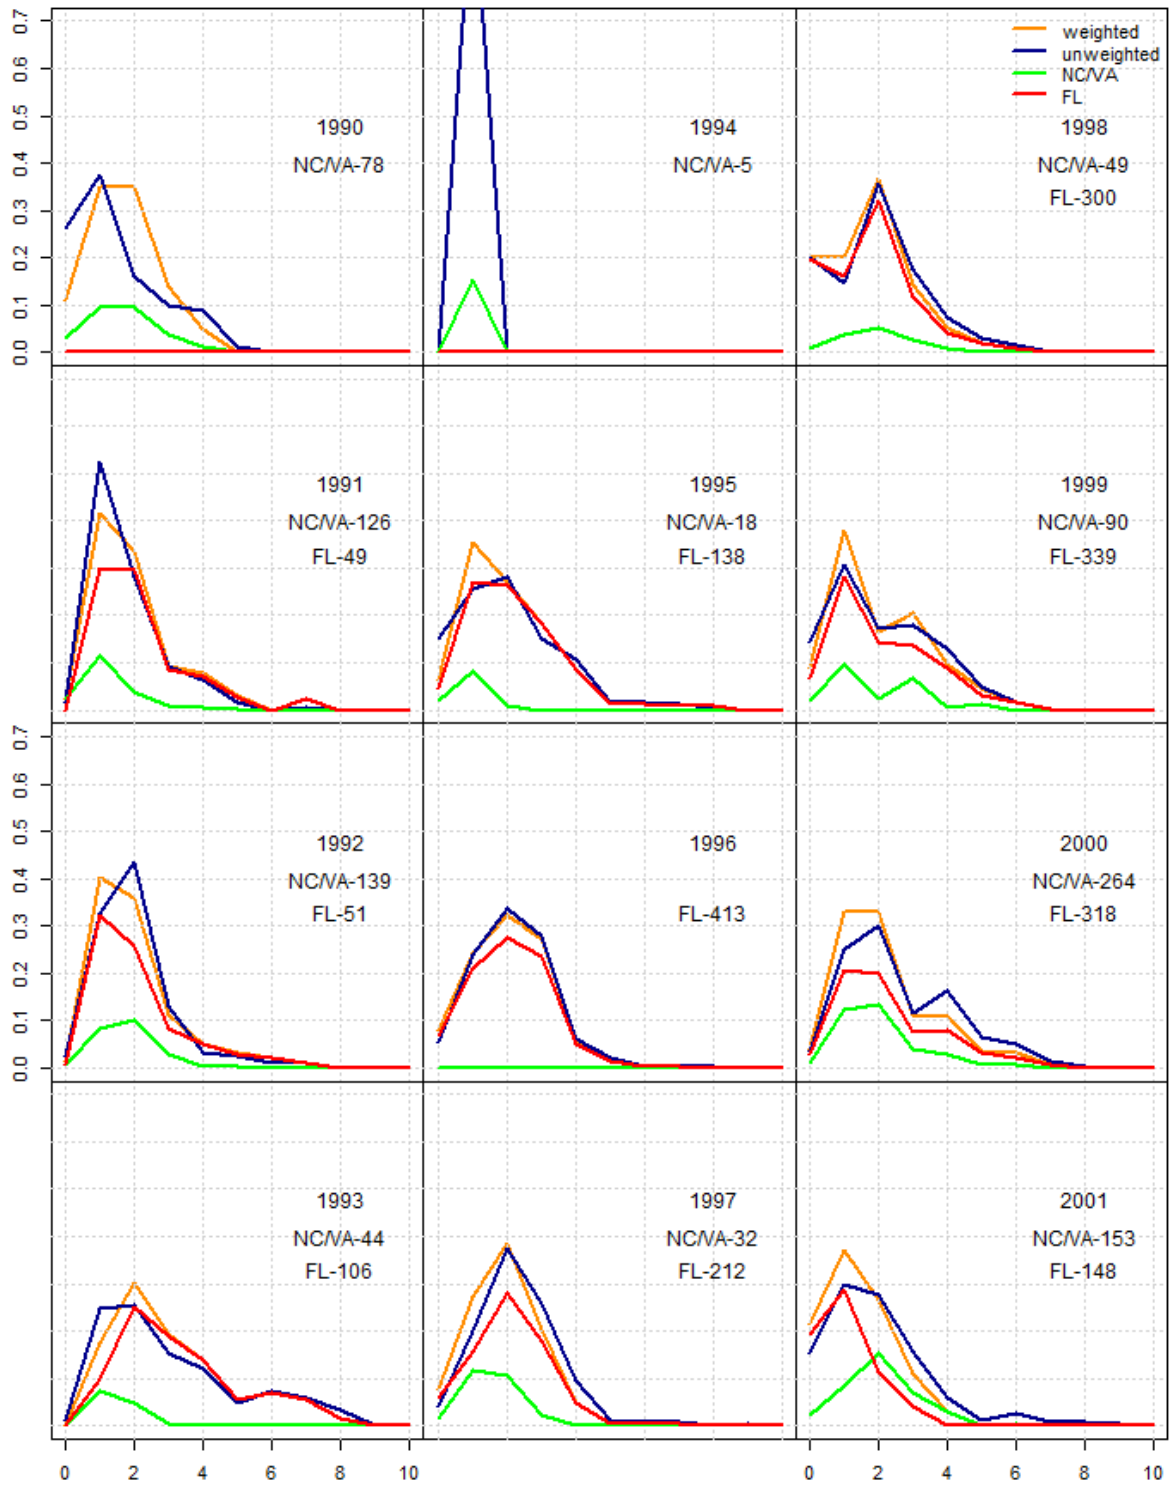 0.7
0.6
0.5
0.4
0.3
0.2
0.1
0.0
1990
NC/VA-78
1994
NC/VA-5
weighted
unweighted
NC/VA
FL
1998
NC/VA-49
FL-300
1991
NC/VA-126
FL-49
1995
NC/VA-18
FL-138
1999
NC/VA-90
FL-339
0.7
0.6
0.5
0.4
0.3
0.2
0.1
0.0
1992
NC/VA-139
FL-51
1996
FL-413
2000
NC/VA-264
FL-318
1993
NC/VA-44
FL-106
1997
NC/VA-32
FL-212
2001
NC/VA-153
FL-148
0 2 4 6 8 10
0 2 4 6 8 10